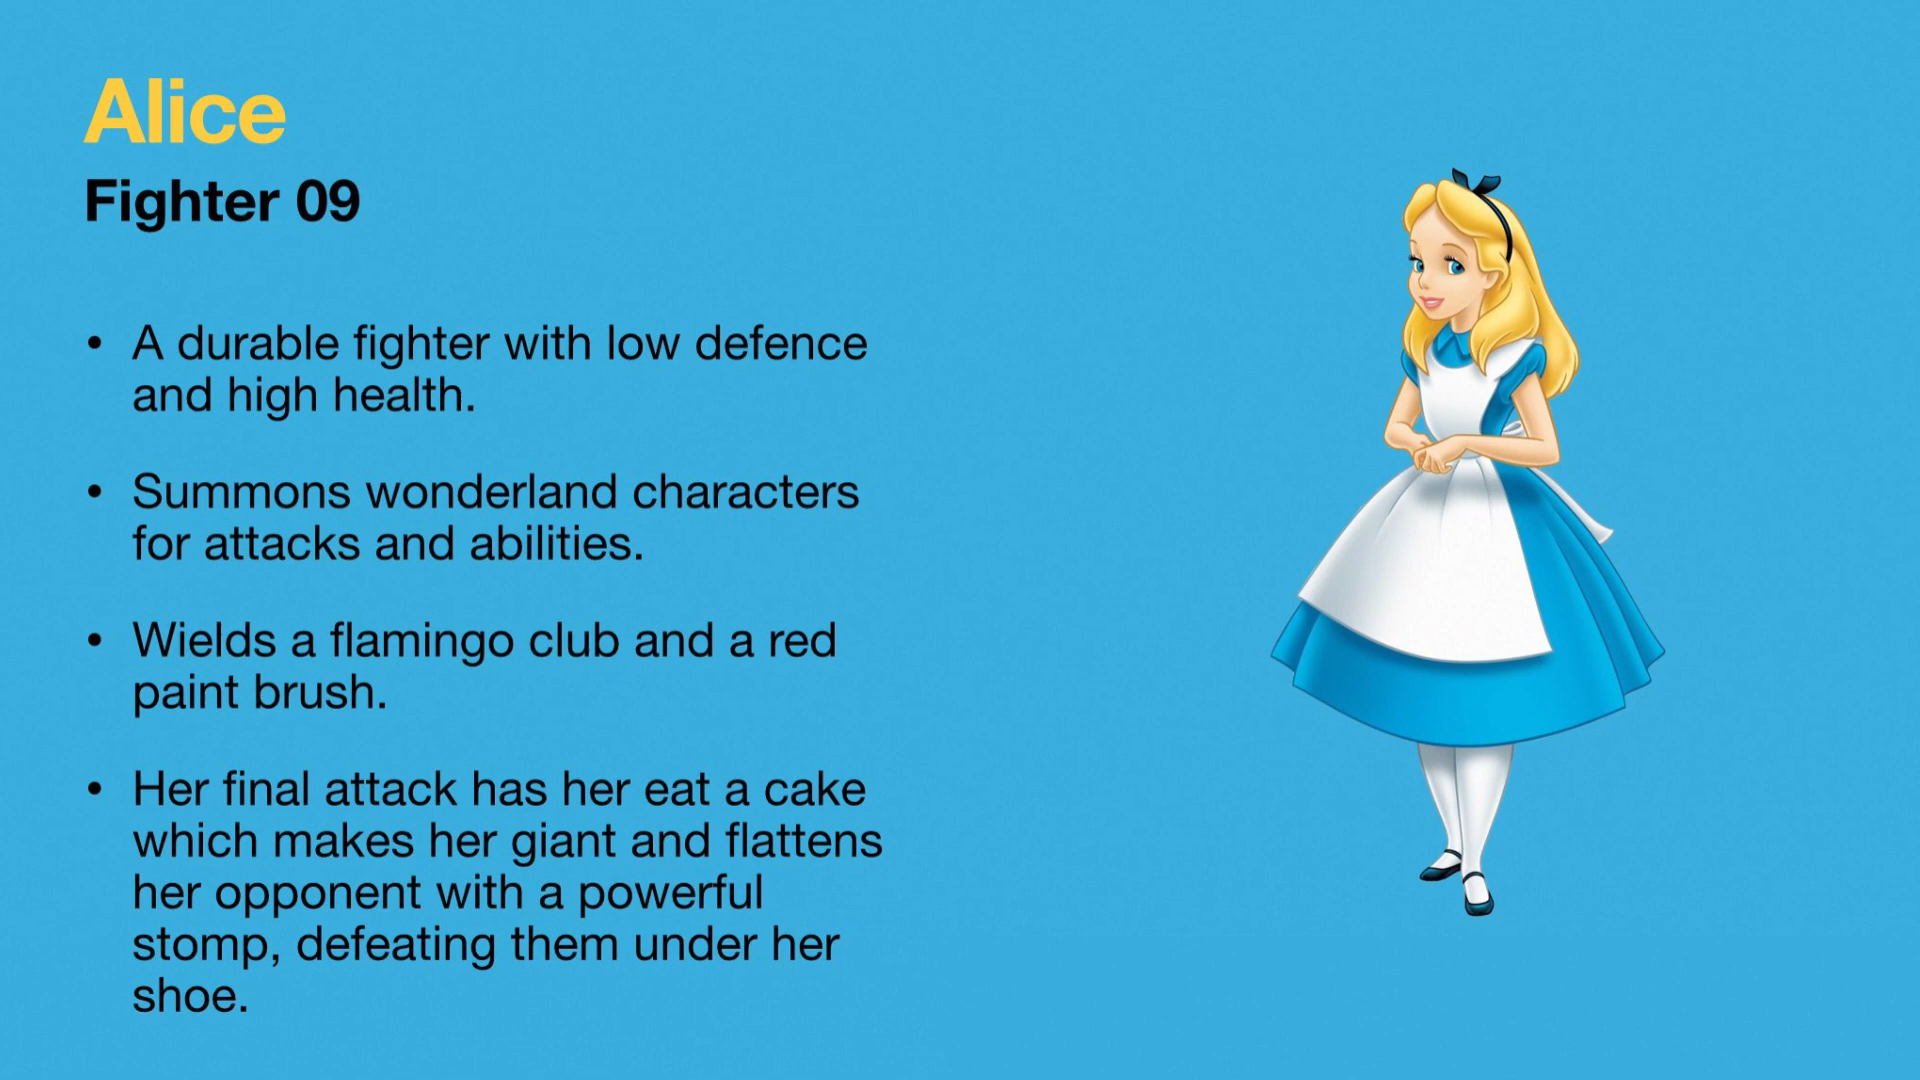 Alice
Fighter 09
• A durable fighter with low defence
and high health.
• Summons wonderland characters
for attacks and abilities.
• Wields a flamingo club and a red
paint brush.
• Her final attack has her eat a cake
which makes her giant and flattens
her opponent with a powerful
stomp, defeating them under her
shoe.